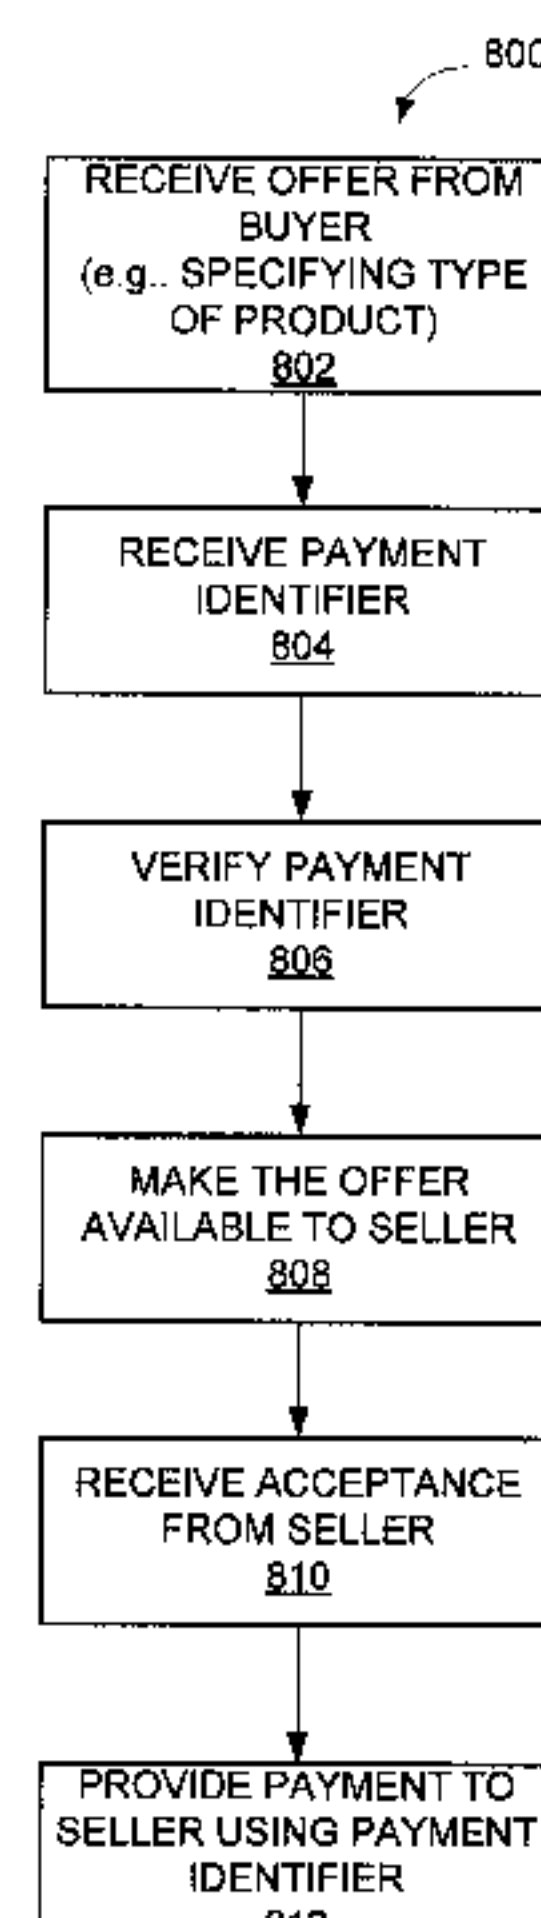 800
RECEIVE OFFER FROM
BUYER
(e.g.. SPECIFYING TYPE
OF PRODUCT)
802
RECEIVE PAYMENT
IDENTIFIER
804
VERIFY PAYMENT
IDENTIFIER
806
MAKE THE OFFER
AVAILABLE TO SELLER
808
RECEIVE ACCEPTANCE
FROM SELLER
810
PROVIDE PAYMENT TO
SELLER USING PAYMENT
IDENTIFIER